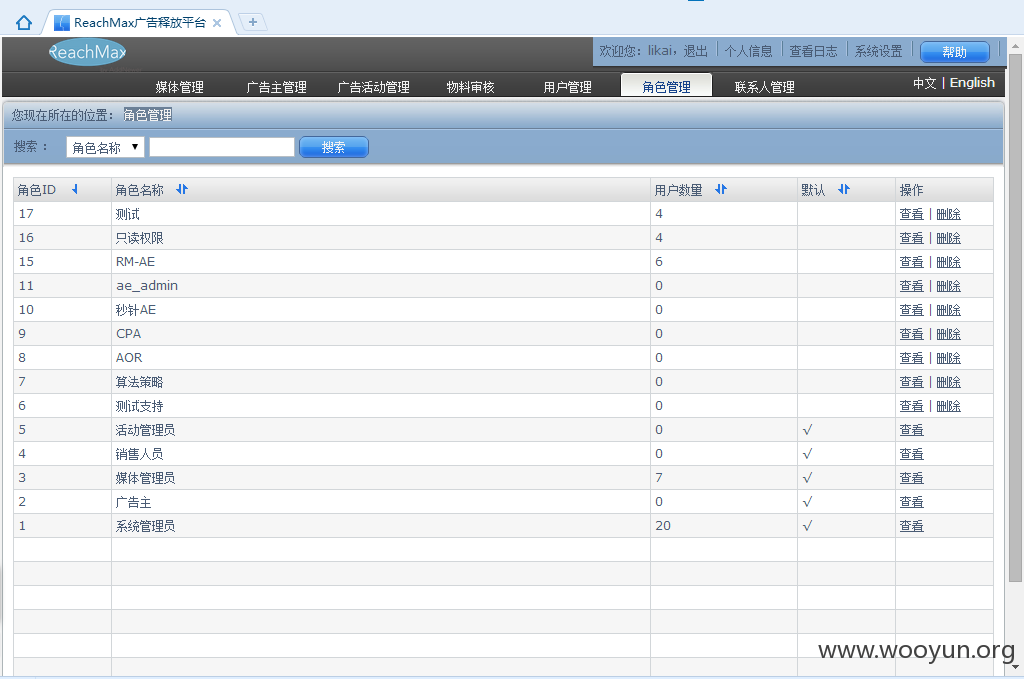 ReachMax广告释放平台
ReachMax
欢迎您：likai，退出 个人信息 查看日志 系统设置 帮助
媒体管理 广告主管理 广告活动管理 物料审核 用户管理 角色管理 联系人管理 中文 | English
您现在所在的位置： 角色管理
搜索： 角色名称 搜索
角色ID 角色名称 用户数量 默认 操作
17 测试 4 查看 | 删除
16 只读权限 4 查看 | 删除
15 RM-AE 6 查看 | 删除
11 ae_admin 0 查看 | 删除
10 秒针AE 0 查看 | 删除
9 CPA 0 查看 | 删除
8 AOR 0 查看 | 删除
7 算法策略 0 查看 | 删除
6 测试支持 0 查看 | 删除
5 活动管理员 0 √ 查看
4 销售人员 0 √ 查看
3 媒体管理员 7 √ 查看
2 广告主 0 √ 查看
1 系统管理员 20 √ 查看
www.wooyun.org